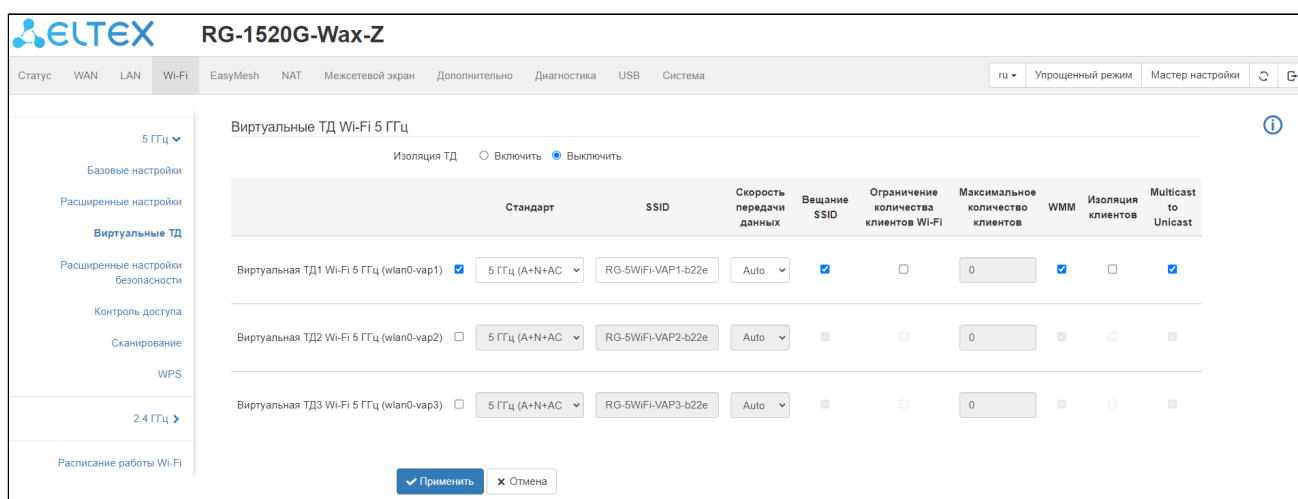 ELTEX RG-1520G-Wax-Z
Статус WAN LAN Wi-Fi EasyMesh NAT Межсетевой экран Дополнительно Диагностика USB Система ru Упрощенный режим Мастер настройки
5 ГГц
Базовые настройки
Расширенные настройки
Виртуальные ТД
Расширенные настройки
безопасности
Контроль доступа
Сканирование
WPS
2.4 ГГц
Расписание работы Wi-Fi
Виртуальные ТД Wi-Fi 5 ГГц
Изоляция ТД Включить Выключить
Стандарт
SSID
Скорость
передачи
данных
Вещание
SSID
Ограничение
количества
клиентов Wi-Fi
Максимальное
количество
клиентов
WMM
Изоляция
клиентов
Multicast
to
Unicast
Виртуальная ТД1 Wi-Fi 5 ГГц (wlan0-vap1) 5 ГГц (A+N+AC RG-5WiFi-VAP1-b22e Auto 0
Виртуальная ТД2 Wi-Fi 5 ГГц (wlan0-vap2) 5 ГГц (A+N+AC RG-5WiFi-VAP2-b22e Auto 0
Виртуальная ТД3 Wi-Fi 5 ГГц (wlan0-vap3) 5 ГГц (A+N+AC RG-5WiFi-VAP3-b22e Auto 0
Применить Отмена